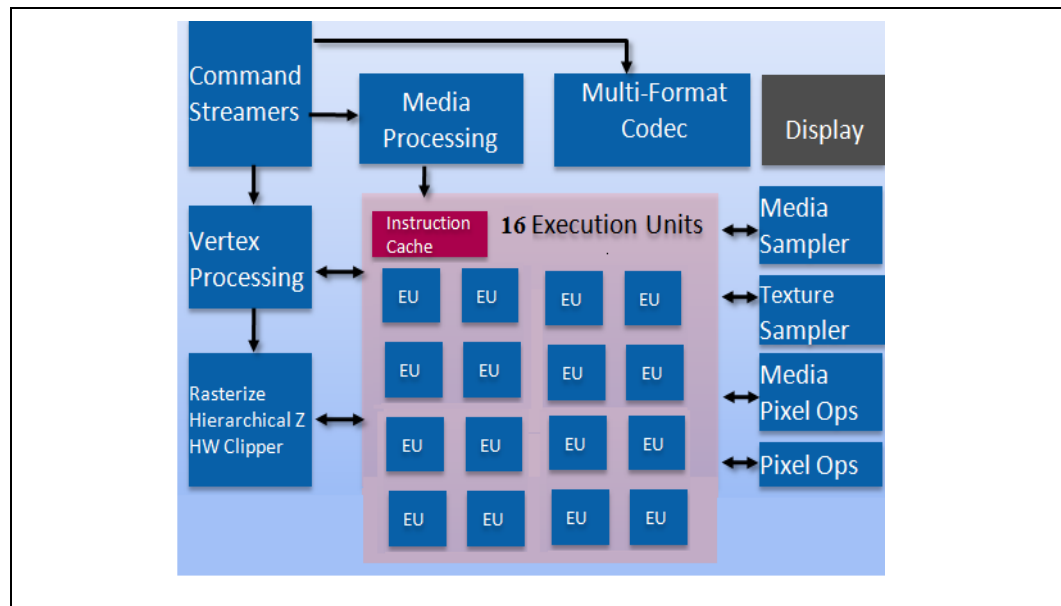 Command
Streamers
Media
Processing
Multi-Format
Codec
Display
Vertex
Processing
Instruction
Cache
16 Execution Units
Media
Sampler
Texture
Sampler
Rasterize
Hierarchical Z
HW Clipper
Media
Pixel Ops
Pixel Ops
EU EU EU EU
EU EU EU EU
EU EU EU EU
EU EU EU EU